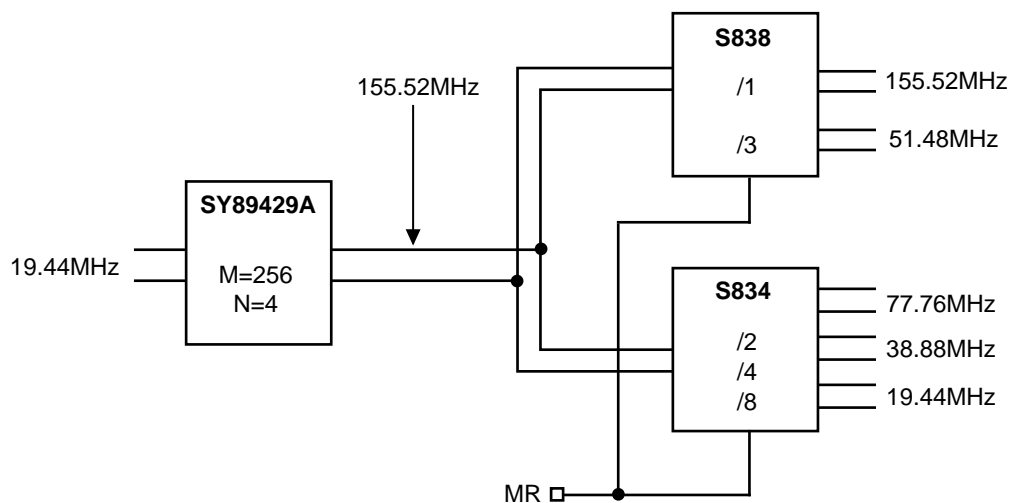 S838
155.52MHz
/1
155.52MHz
/3
51.48MHz
SY89429A
19.44MHz
M=256
N=4
S834
77.76MHz
/2
38.88MHz
/4
/8
19.44MHz
MR